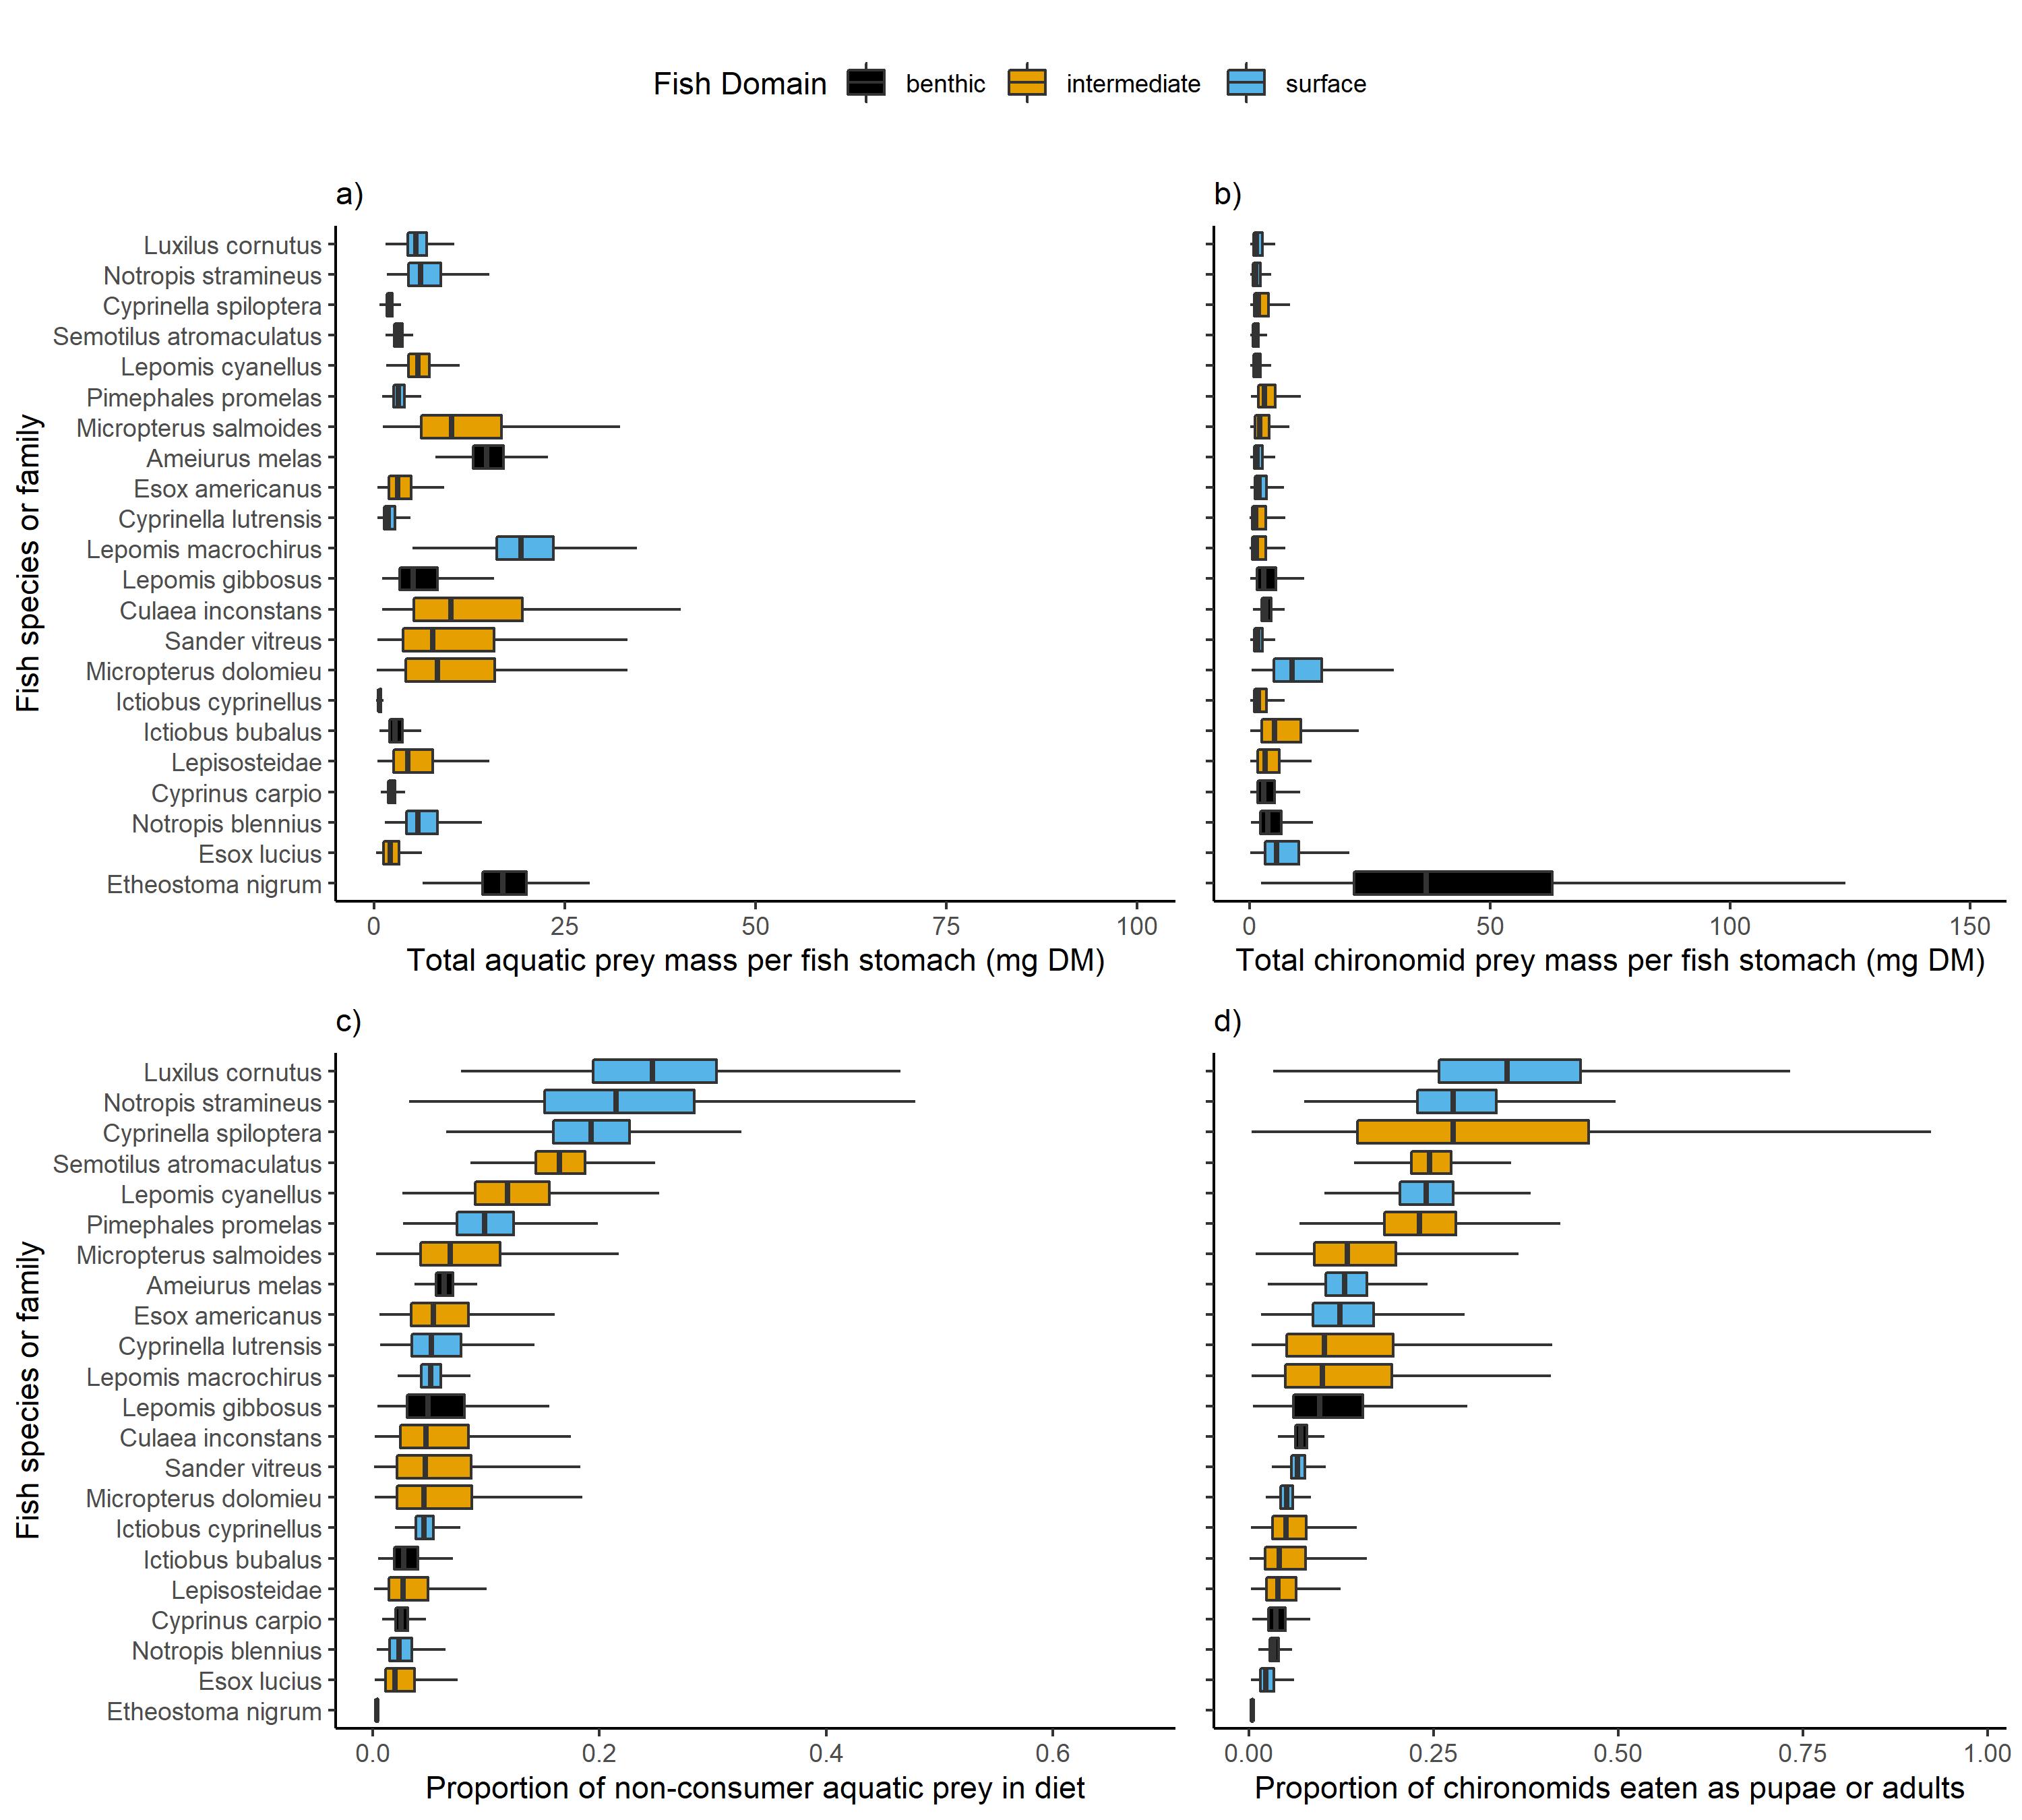 Fish Domain benthic intermediate surface
a)
b)
Fish species or family
Luxilus cornutus
Notropis stramineus
Cyprinella spiloptera
Semotilus atromaculatus
Lepomis cyanellus
Pimephales promelas
Micropterus salmoides
Ameiurus melas
Esox americanus
Cyprinella lutrensis
Lepomis macrochirus
Lepomis gibbosus
Culaea inconstans
Sander vitreus
Micropterus dolomieu
Ictiobus cyprinellus
Ictiobus bubalus
Lepisosteidae
Cyprinus carpio
Notropis blennius
Esox lucius
Etheostoma nigrum
0 25 50 75 100
Total aquatic prey mass per fish stomach (mg DM)
0 50 100 150
Total chironomid prey mass per fish stomach (mg DM)
c)
d)
Fish species or family
Luxilus cornutus
Notropis stramineus
Cyprinella spiloptera
Semotilus atromaculatus
Lepomis cyanellus
Pimephales promelas
Micropterus salmoides
Ameiurus melas
Esox americanus
Cyprinella lutrensis
Lepomis macrochirus
Lepomis gibbosus
Culaea inconstans
Sander vitreus
Micropterus dolomieu
Ictiobus cyprinellus
Ictiobus bubalus
Lepisosteidae
Cyprinus carpio
Notropis blennius
Esox lucius
Etheostoma nigrum
0.0 0.2 0.4 0.6
Proportion of non-consumer aquatic prey in diet
0.00 0.25 0.50 0.75 1.00
Proportion of chironomids eaten as pupae or adults